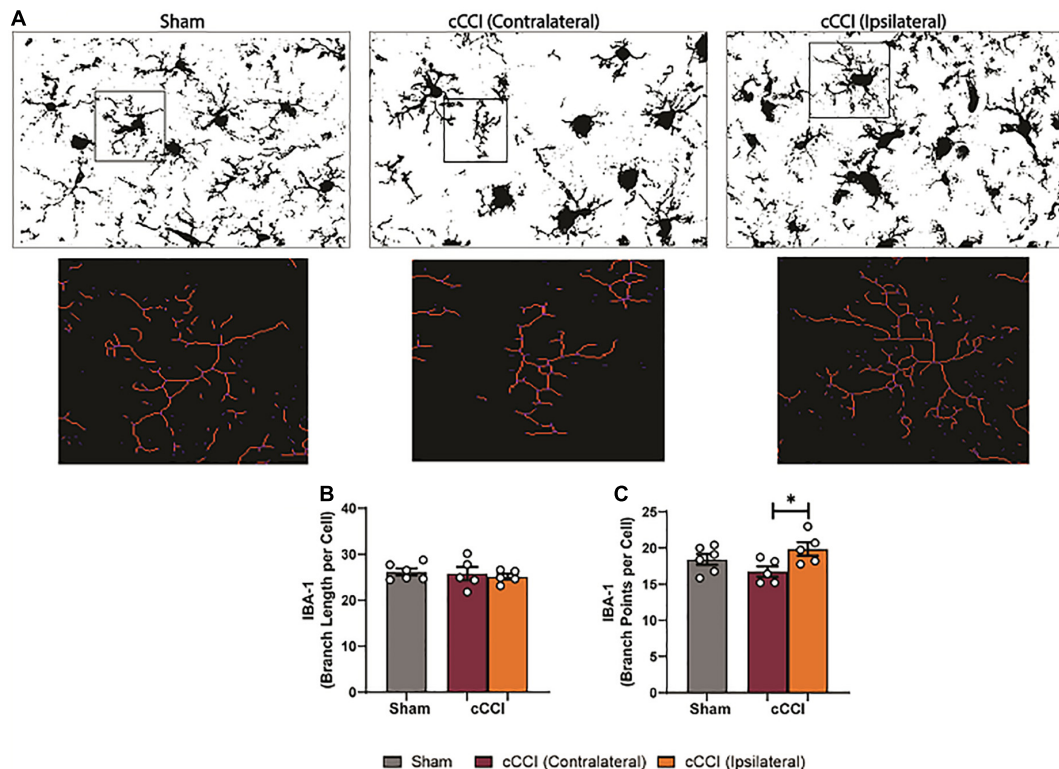 A
Sham
cCCI (Contralateral)
cCCI (Ipsilateral)
B
IBA-1
(Branch Length per Cell)
40
30
20
10
0
Sham
cCCI
C
IBA-1
(Branch Points per Cell)
25
20
15
10
5
0
*
Sham
cCCI
Sham
cCCI (Contralateral)
cCCI (Ipsilateral)